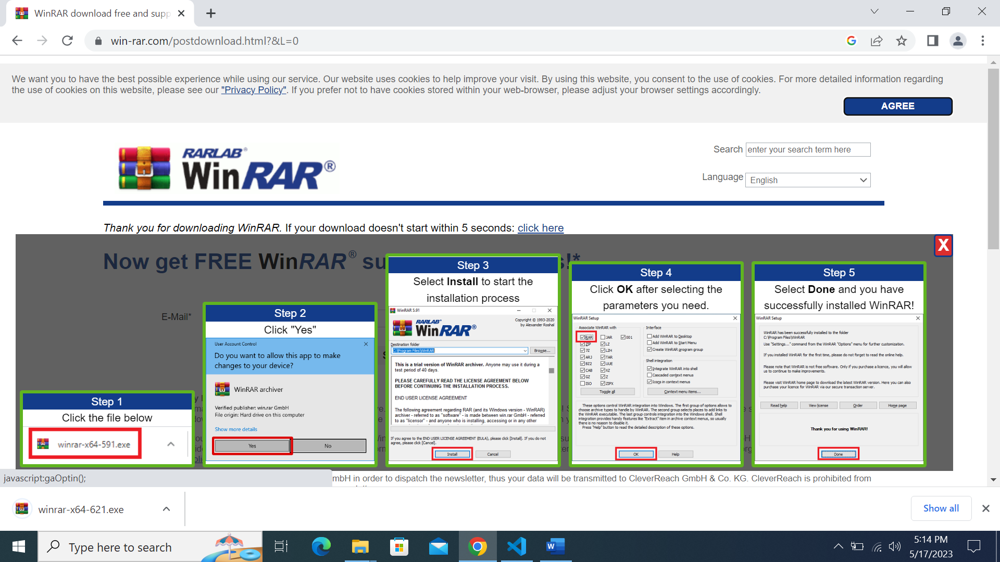 WinRAR download free and supp
win-rar.com/postdownload.html?&L=0
We want you to have the best possible experience while using our service. Our website uses cookies to help improve your visit. By using this website, you consent to the use of cookies. For more detailed information regarding
the use of cookies on this website, please see our "Privacy Policy". If you prefer not to have cookies stored within your web-browser, please adjust your browser settings accordingly.
AGREE
RARLAB®
WinRAR®
Search enter your search term here
Language English
Thank you for downloading WinRAR. If your download doesn't start within 5 seconds: click here
X
Now get FREE WinRAR® su s!*
E-Mail*
Step 1
Click the file below
winrar-x64-591.exe
Step 2
Click "Yes"
User Account Control
Do you want to allow this app to make
changes to your device?
WinRAR archiver
Verified publisher: win.rar GmbH
File origin: Hard drive on this computer
Show more details
Yes No
Step 3
Select Install to start the
installation process
WinRAR 5.91
RARLAB®
WinRAR®
Copyright © 1993-2020
by Alexander Roshal
Destination folder
C:\Program Files\WinRAR
Browse...
This is a trial version of WinRAR archiver. Anyone may use it during a
test period of 40 days.
PLEASE CAREFULLY READ THE LICENSE AGREEMENT BELOW
BEFORE CONTINUING THE INSTALLATION PROCESS.
END USER LICENSE AGREEMENT
The following agreement regarding RAR (and its Windows version - WinRAR)
archiver - referred to as "software" - is made between win.rar GmbH - referred
to as "licensor" - and anyone who is installing, accessing or in any other
If you agree to the END USER LICENSE AGREEMENT (EULA), please click [Install]. If you do not
agree, please click [Cancel].
Install Cancel
Step 4
Click OK after selecting the
parameters you need.
WinRAR Setup
Associate WinRAR with
RAR JAR 001
ZIP LZ
7Z LZH
ARJ TAR
BZ2 UUE
CAB XZ
GZ Z
ISO ZIPX
Toggle all
Interface
Add WinRAR to Desktop
Add WinRAR to Start Menu
Create WinRAR program group
Shell integration
Integrate WinRAR into shell
Cascaded context menus
Icons in context menus
Context menu items...
These options control WinRAR integration into Windows. The first group of options allows to
choose archive types to handle by WinRAR. The second group selects places to add links to
the WinRAR executable. The last group controls integration into the Windows shell. Shell
integration provides handy features like "Extract" item in archive context menus, so usually
there is no reason to disable it.
Press "Help" button to read the detailed description of these options.
OK Help
Step 5
Select Done and you have
successfully installed WinRAR!
WinRAR Setup
WinRAR has been successfully installed to the folder
C:\Program Files\WinRAR
Use "Settings..." command from the WinRAR "Options" menu for further customization.
If you installed WinRAR for the first time, please do not forget to read the online help.
Please note that WinRAR is not free software. Only if you purchase a licence, you will allow
us to continue to make improvements.
Please visit WinRAR home page to download the latest WinRAR version. Here you can also
purchase your licence for WinRAR via our secure transaction server.
Read help View license Order Home page
Thank you for using WinRAR!
Done
javascript:gaOptin();
mbH in order to dispatch the newsletter, thus your data will be transmitted to CleverReach GmbH & Co. KG. CleverReach is prohibited from
winrar-x64-621.exe
Show all
Type here to search
5:14 PM
5/17/2023